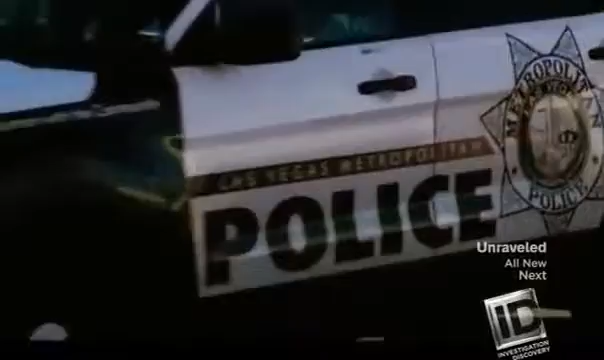 LAS VEGAS METROPOLITAN
POLICE
METROPOLITAN
POLICE
Unraveled
All New
Next
ID
INVESTIGATION
DISCOVERY